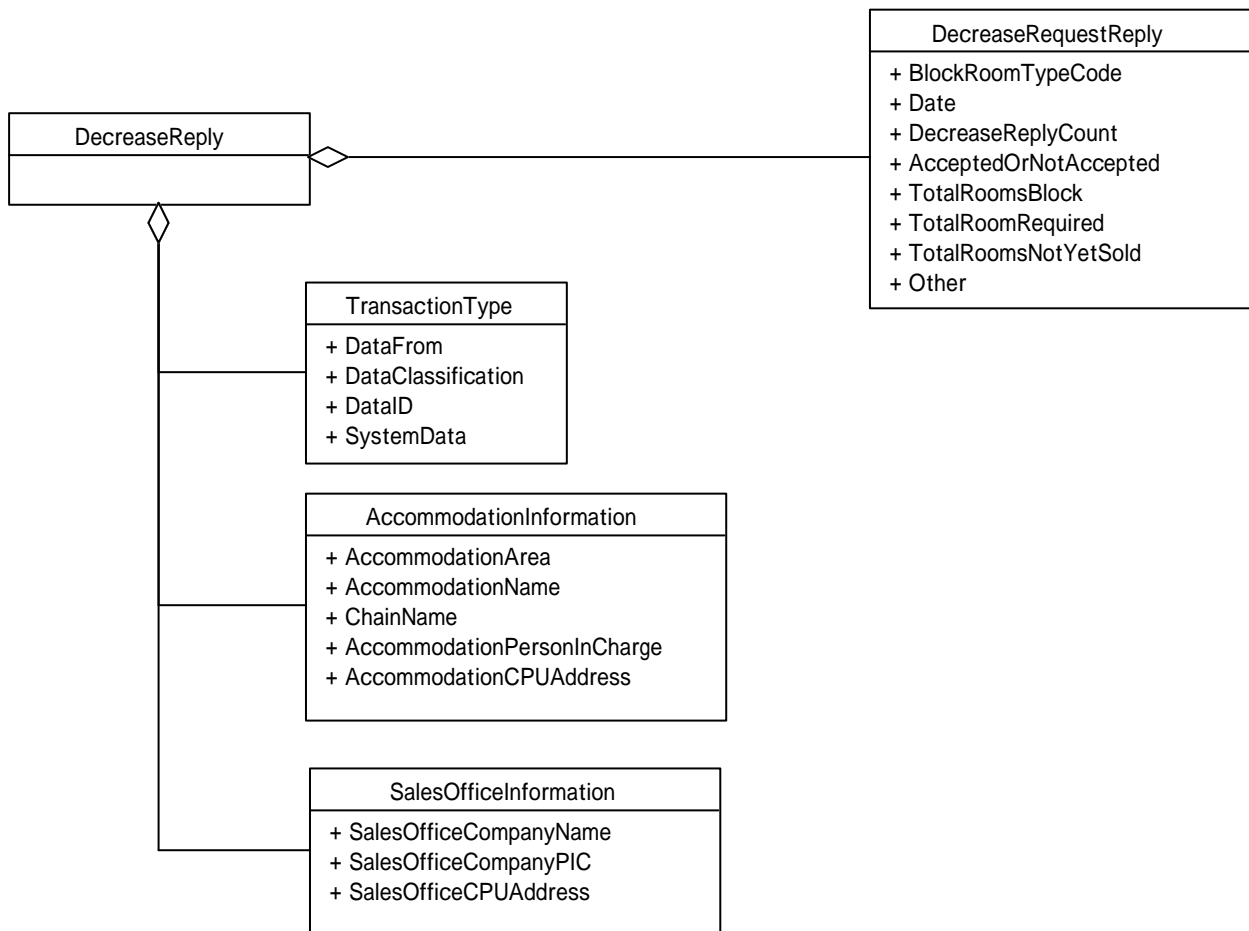 DecreaseRequestReply
+ BlockRoomTypeCode
+ Date
+ DecreaseReplyCount
+ AcceptedOrNotAccepted
+ TotalRoomsBlock
+ TotalRoomRequired
+ TotalRoomsNotYetSold
+ Other
DecreaseReply
TransactionType
+ DataFrom
+ DataClassification
+ DataID
+ SystemData
AccommodationInformation
+ AccommodationArea
+ AccommodationName
+ ChainName
+ AccommodationPersonInCharge
+ AccommodationCPUAddress
SalesOfficeInformation
+ SalesOfficeCompanyName
+ SalesOfficeCompanyPIC
+ SalesOfficeCPUAddress